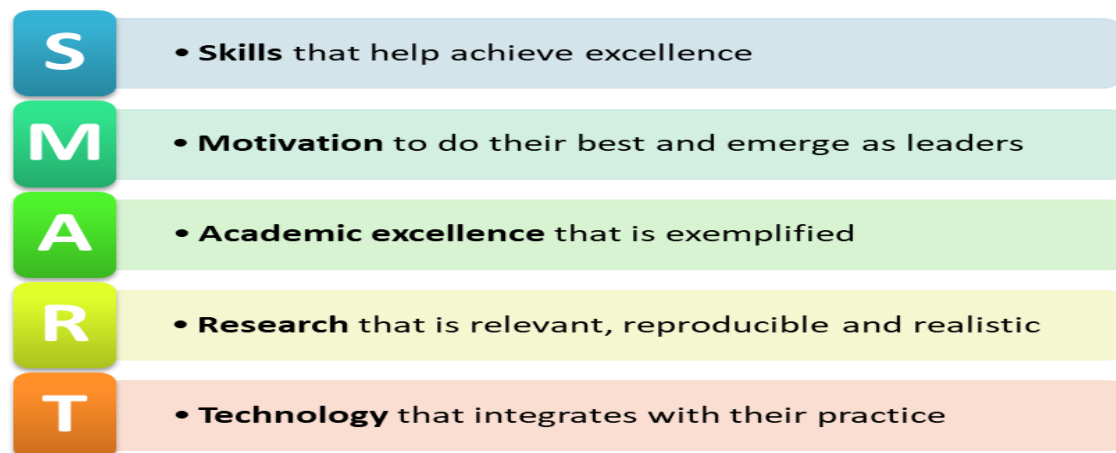 S • Skills that help achieve excellence
M • Motivation to do their best and emerge as leaders
A • Academic excellence that is exemplified
R • Research that is relevant, reproducible and realistic
T • Technology that integrates with their practice